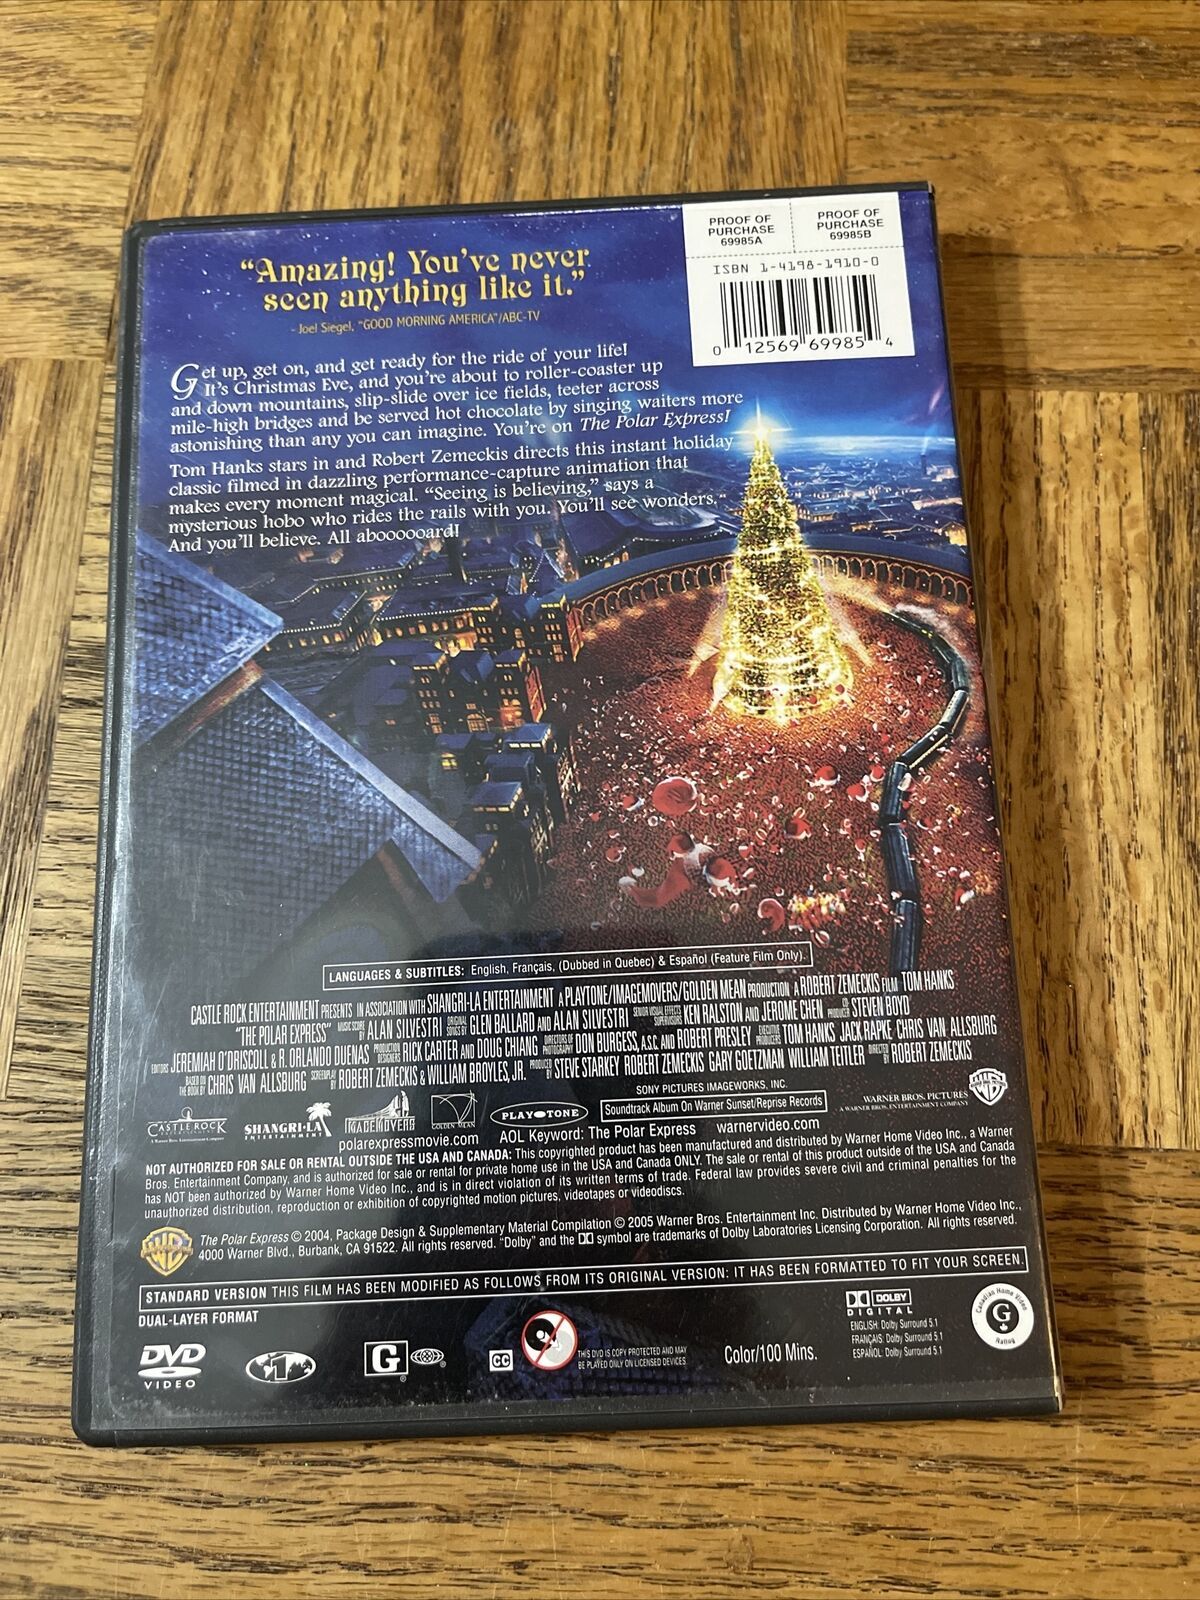 PROOF OF PURCHASE 69985A
PROOF OF PURCHASE 69985B
ISBN 1-4198-1910-0
0 12569 69985 4
“Amazing! You’ve never
seen anything like it.”
- Joel Siegel, “GOOD MORNING AMERICA”/ABC-TV
Get up, get on, and get ready for the ride of your life!
It’s Christmas Eve, and you’re about to roller-coaster up
and down mountains, slip-slide over ice fields, teeter across
mile-high bridges and be served hot chocolate by singing waiters more
astonishing than any you can imagine. You’re on The Polar Express!
Tom Hanks stars in and Robert Zemeckis directs this instant holiday
classic filmed in dazzling performance-capture animation that
makes every moment magical. “Seeing is believing,” says a
mysterious hobo who rides the rails with you. You’ll see wonders.
And you’ll believe. All aboooooard!
LANGUAGES & SUBTITLES: English, Français, (Dubbed in Quebec) & Español (Feature Film Only).
CASTLE ROCK ENTERTAINMENT PRESENTS IN ASSOCIATION WITH SHANGRI-LA ENTERTAINMENT A PLAYTONE/IMAGEMOVERS/GOLDEN MEAN PRODUCTION A ROBERT ZEMECKIS FILM TOM HANKS
“THE POLAR EXPRESS” MUSIC SCORE BY ALAN SILVESTRI ORIGINAL SONGS BY GLEN BALLARD AND ALAN SILVESTRI SENIOR VISUAL EFFECTS SUPERVISORS KEN RALSTON AND JEROME CHEN CO-PRODUCER STEVEN BOYD
EDITORS JEREMIAH O’DRISCOLL & R. ORLANDO DUENAS PRODUCTION DESIGNERS RICK CARTER AND DOUG CHIANG DIRECTORS OF PHOTOGRAPHY DON BURGESS, A.S.C. AND ROBERT PRESLEY EXECUTIVE PRODUCERS TOM HANKS JACK RAPKE CHRIS VAN ALLSBURG
BASED ON THE BOOK BY CHRIS VAN ALLSBURG SCREENPLAY BY ROBERT ZEMECKIS & WILLIAM BROYLES, JR. PRODUCED BY STEVE STARKEY ROBERT ZEMECKIS GARY GOETZMAN WILLIAM TEITLER DIRECTED BY ROBERT ZEMECKIS
SONY PICTURES IMAGEWORKS, INC.
CASTLE ROCK ENTERTAINMENT
A Warner Bros. Entertainment Company
SHANGRI-LA ENTERTAINMENT
IMAGEMOVERS
GOLDEN MEAN
PLAY-TONE
Soundtrack Album On Warner Sunset/Reprise Records
WARNER BROS. PICTURES
A WARNER BROS. ENTERTAINMENT COMPANY
polarexpressmovie.com AOL Keyword: The Polar Express warnervideo.com
NOT AUTHORIZED FOR SALE OR RENTAL OUTSIDE THE USA AND CANADA: This copyrighted product has been manufactured and distributed by Warner Home Video Inc., a Warner
Bros. Entertainment Company, and is authorized for sale or rental for private home use in the USA and Canada ONLY. The sale or rental of this product outside of the USA and Canada
has NOT been authorized by Warner Home Video Inc., and is in direct violation of its written terms of trade. Federal law provides severe civil and criminal penalties for the
unauthorized distribution, reproduction or exhibition of copyrighted motion pictures, videotapes or videodiscs.
The Polar Express © 2004, Package Design & Supplementary Material Compilation © 2005 Warner Bros. Entertainment Inc. Distributed by Warner Home Video Inc.,
4000 Warner Blvd., Burbank, CA 91522. All rights reserved. “Dolby” and the DD symbol are trademarks of Dolby Laboratories Licensing Corporation. All rights reserved.
STANDARD VERSION THIS FILM HAS BEEN MODIFIED AS FOLLOWS FROM ITS ORIGINAL VERSION: IT HAS BEEN FORMATTED TO FIT YOUR SCREEN.
DUAL-LAYER FORMAT
DVD VIDEO
1
G ®
CC
THIS DVD IS COPY PROTECTED AND MAY
BE PLAYED ONLY ON LICENSED DEVICES
Color/100 Mins.
DOLBY DIGITAL
ENGLISH: Dolby Surround 5.1
FRANÇAIS: Dolby Surround 5.1
ESPAÑOL: Dolby Surround 5.1
Canadian Home Video
G
Rating